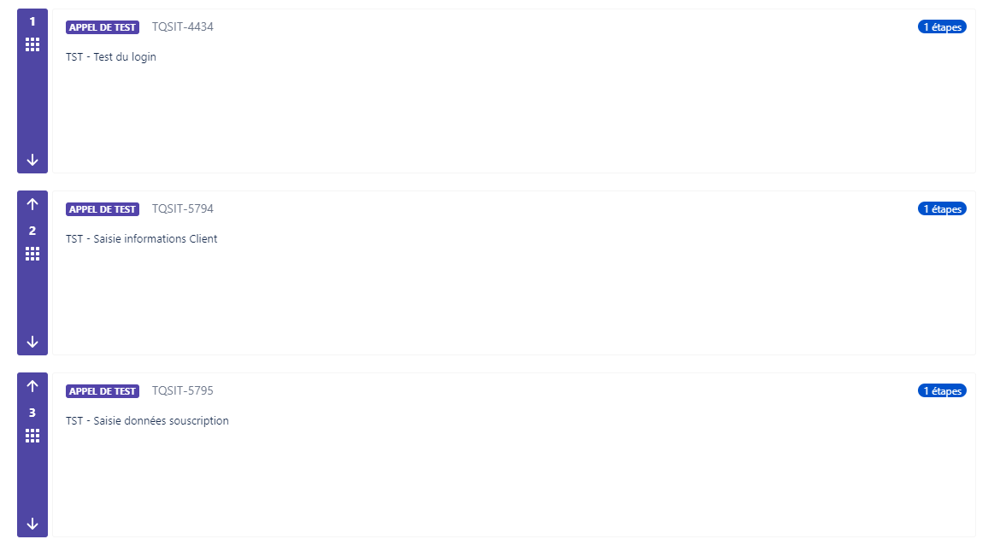 1
APPEL DE TEST TQSIT-4434 1 étapes
TST - Test du login
2
APPEL DE TEST TQSIT-5794 1 étapes
TST - Saisie informations Client
3
APPEL DE TEST TQSIT-5795 1 étapes
TST - Saisie données souscription